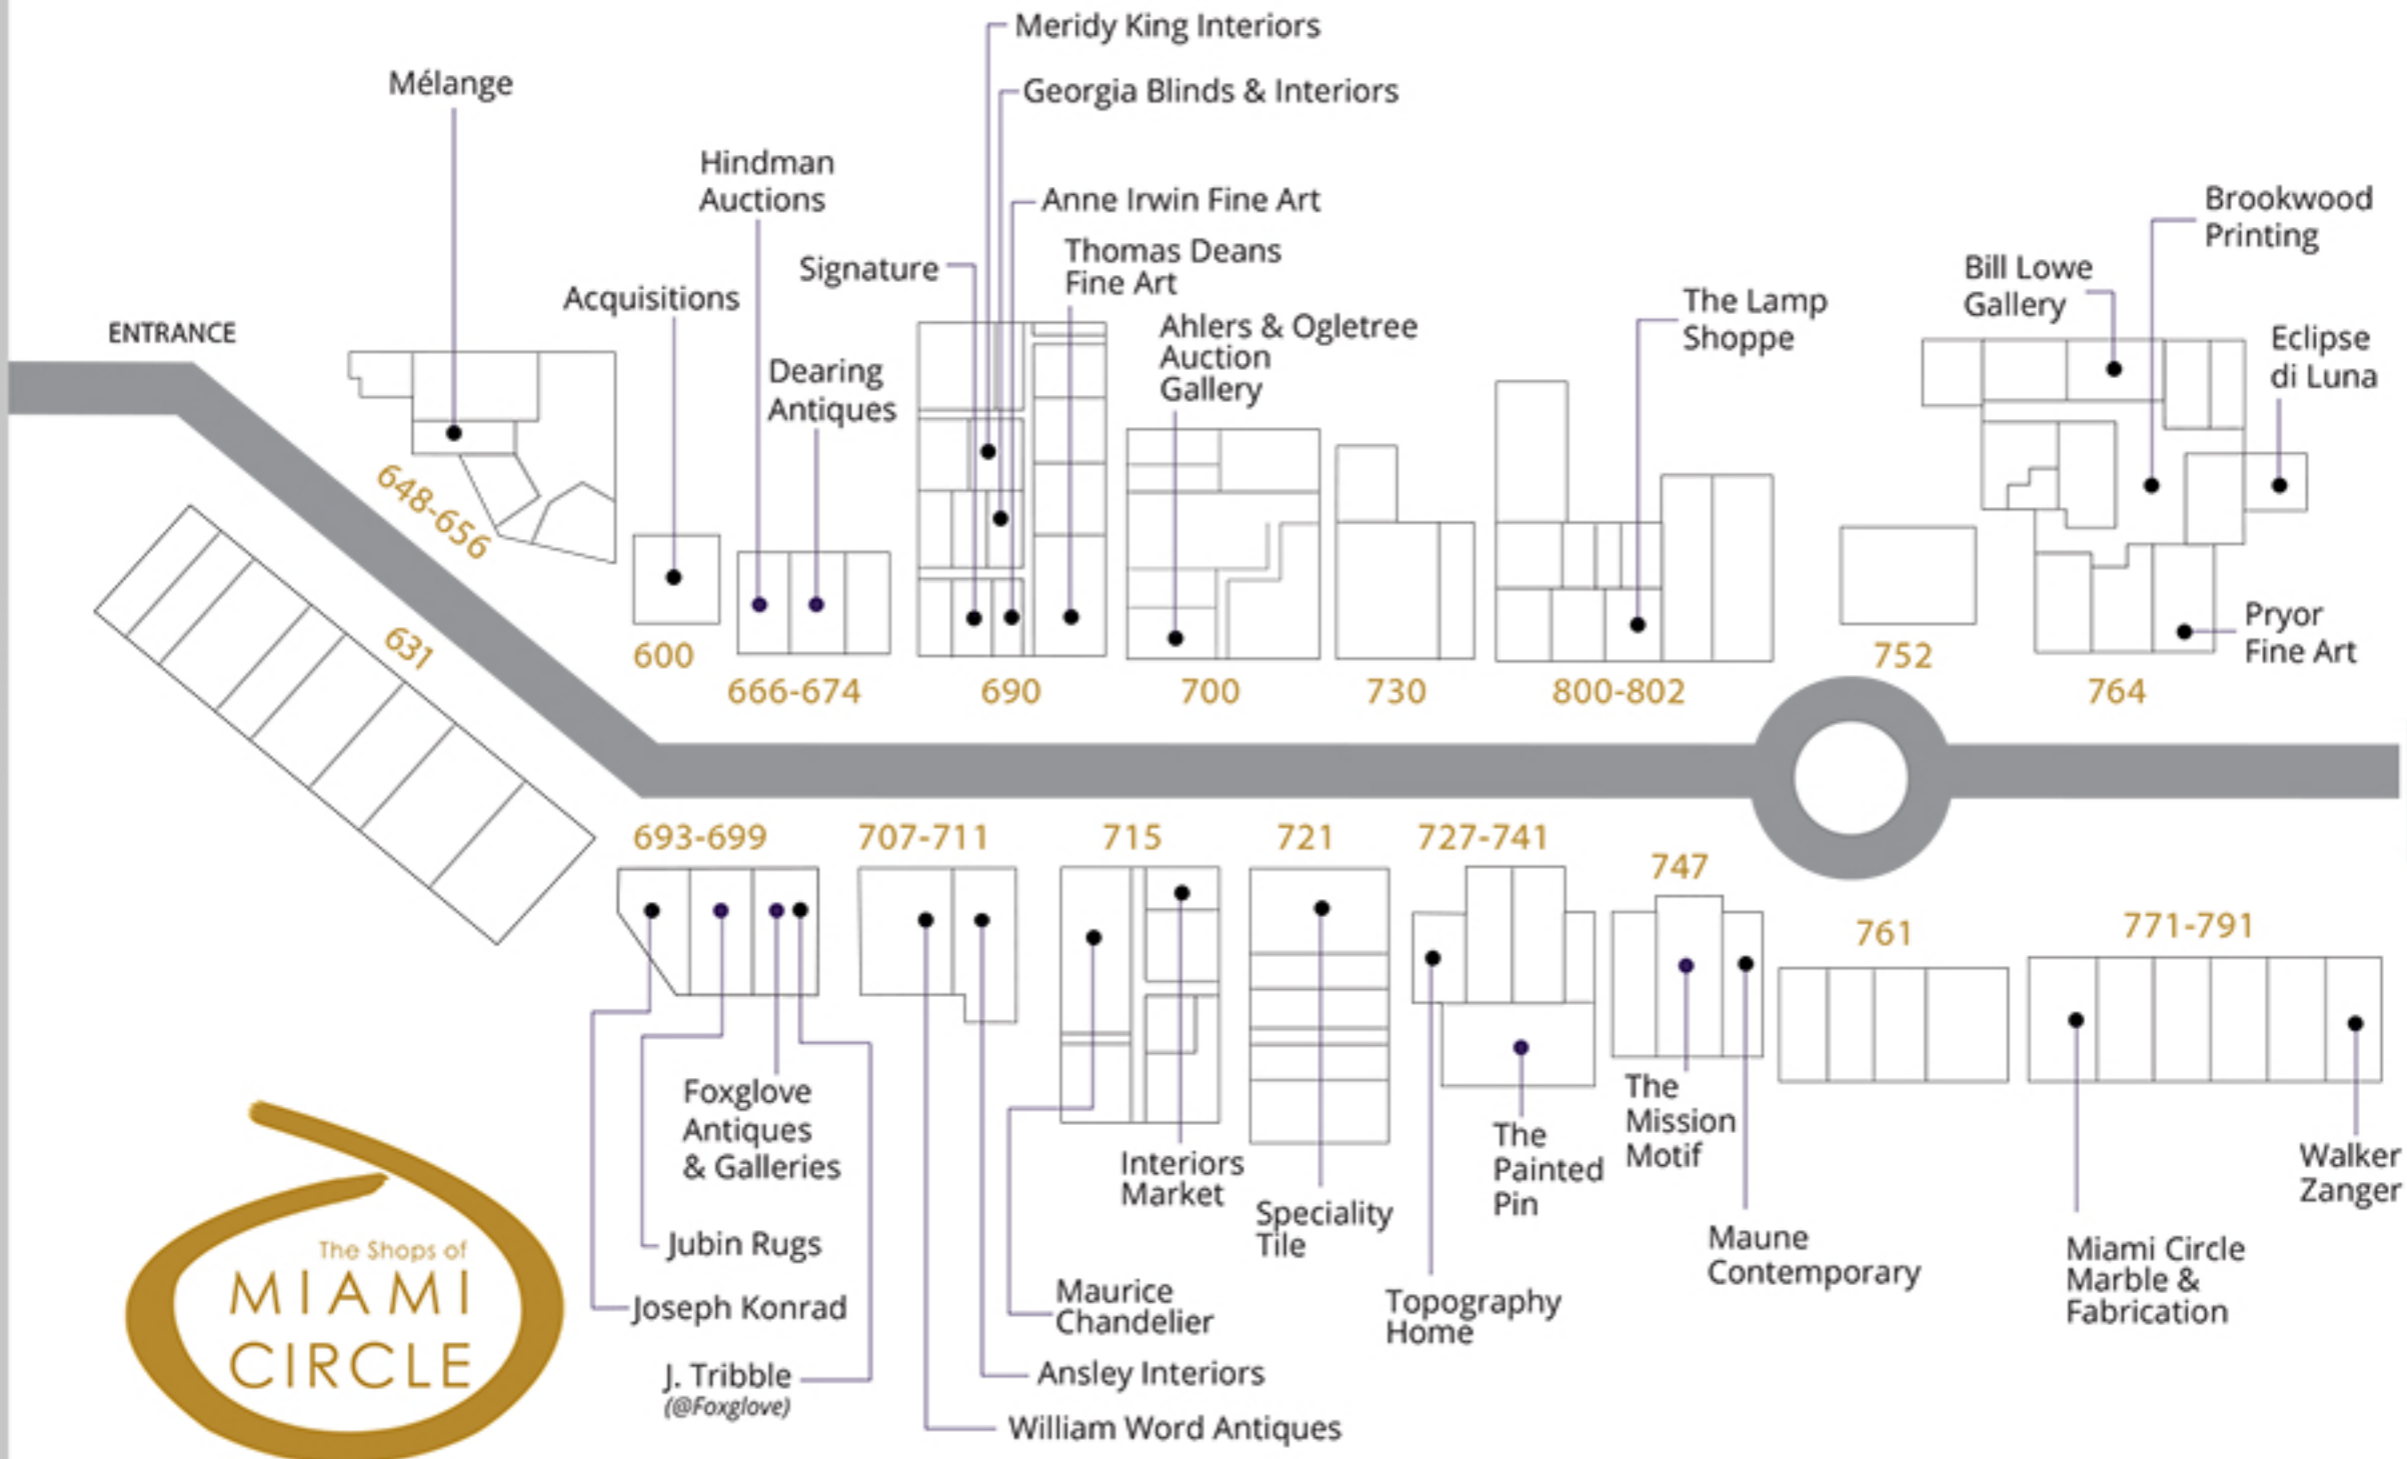 Meridy King Interiors
Georgia Blinds & Interiors
Mélange
Hindman
Auctions
Anne Irwin Fine Art
Brookwood
Printing
Signature
Thomas Deans
Fine Art
Bill Lowe
Gallery
Acquisitions
The Lamp
Shoppe
Ahlers & Ogletree
Auction
Gallery
ENTRANCE
Eclipse
di Luna
Dearing
Antiques
648-656
631
600
666-674
690
700
730
800-802
752
764
Pryor
Fine Art
693-699
707-711
715
721
727-741
747
761
771-791
Foxglove
Antiques
& Galleries
Jubin Rugs
Joseph Konrad
J. Tribble
(@Foxglove)
Interiors
Market
Maurice
Chandelier
Ansley Interiors
William Word Antiques
Speciality
Tile
Topography
Home
The
Painted
Pin
The
Mission
Motif
Maune
Contemporary
Miami Circle
Marble &
Fabrication
Walker
Zanger
The Shops of
MIAMI
CIRCLE